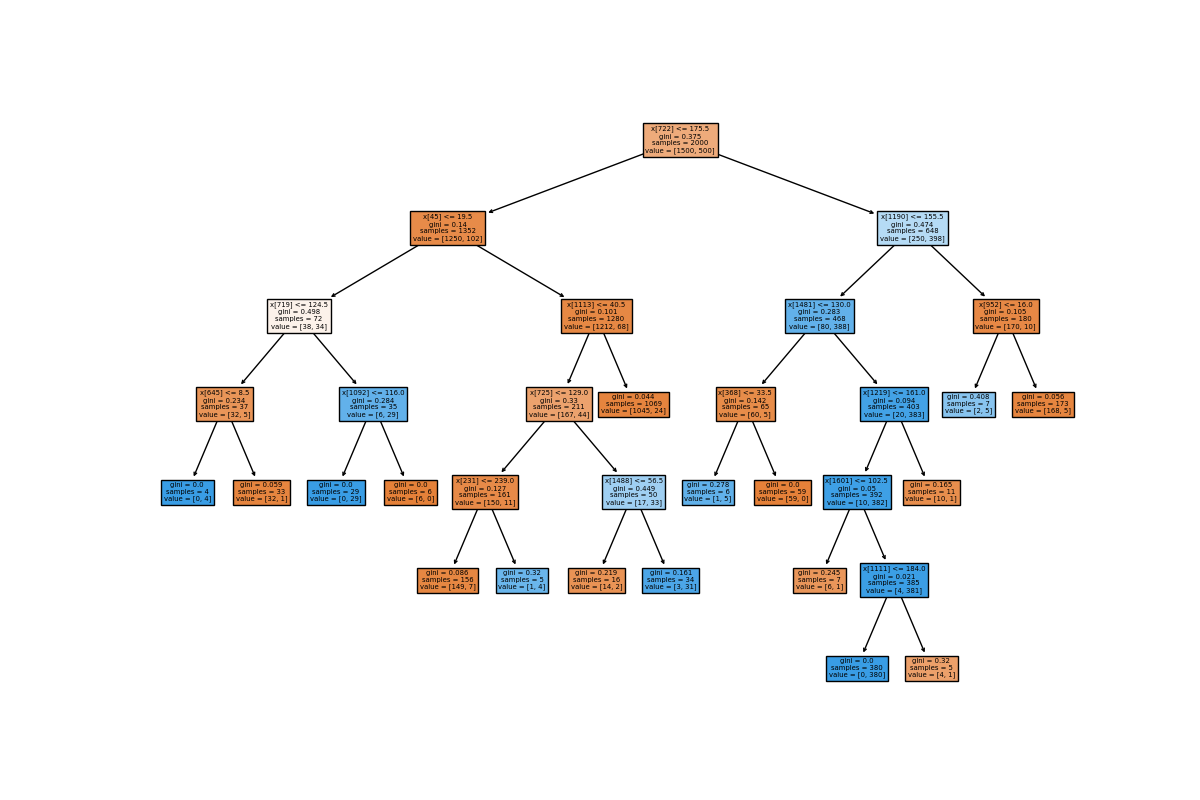 x[722] <= 175.5
gini = 0.375
samples = 2000
value = [1500, 500]
x[45] <= 19.5
gini = 0.14
samples = 1352
value = [1250, 102]
x[1190] <= 155.5
gini = 0.474
samples = 648
value = [250, 398]
x[719] <= 124.5
gini = 0.498
samples = 72
value = [38, 34]
x[1113] <= 40.5
gini = 0.101
samples = 1280
value = [1212, 68]
x[1481] <= 130.0
gini = 0.283
samples = 468
value = [80, 388]
x[952] <= 16.0
gini = 0.105
samples = 180
value = [170, 10]
x[645] <= 8.5
gini = 0.234
samples = 37
value = [32, 5]
x[1092] <= 116.0
gini = 0.284
samples = 35
value = [6, 29]
x[725] <= 129.0
gini = 0.33
samples = 211
value = [167, 44]
gini = 0.044
samples = 1069
value = [1045, 24]
x[368] <= 33.5
gini = 0.142
samples = 65
value = [60, 5]
x[1219] <= 161.0
gini = 0.094
samples = 403
value = [20, 383]
gini = 0.408
samples = 7
value = [2, 5]
gini = 0.056
samples = 173
value = [168, 5]
gini = 0.0
samples = 4
value = [0, 4]
gini = 0.059
samples = 33
value = [32, 1]
gini = 0.0
samples = 29
value = [0, 29]
gini = 0.0
samples = 6
value = [6, 0]
x[231] <= 239.0
gini = 0.127
samples = 161
value = [150, 11]
x[1488] <= 56.5
gini = 0.449
samples = 50
value = [17, 33]
gini = 0.278
samples = 6
value = [1, 5]
gini = 0.0
samples = 59
value = [59, 0]
x[1601] <= 102.5
gini = 0.05
samples = 392
value = [10, 382]
gini = 0.165
samples = 11
value = [10, 1]
gini = 0.086
samples = 156
value = [149, 7]
gini = 0.32
samples = 5
value = [1, 4]
gini = 0.219
samples = 16
value = [14, 2]
gini = 0.161
samples = 34
value = [3, 31]
gini = 0.245
samples = 7
value = [6, 1]
x[1111] <= 184.0
gini = 0.021
samples = 385
value = [4, 381]
gini = 0.0
samples = 380
value = [0, 380]
gini = 0.32
samples = 5
value = [4, 1]